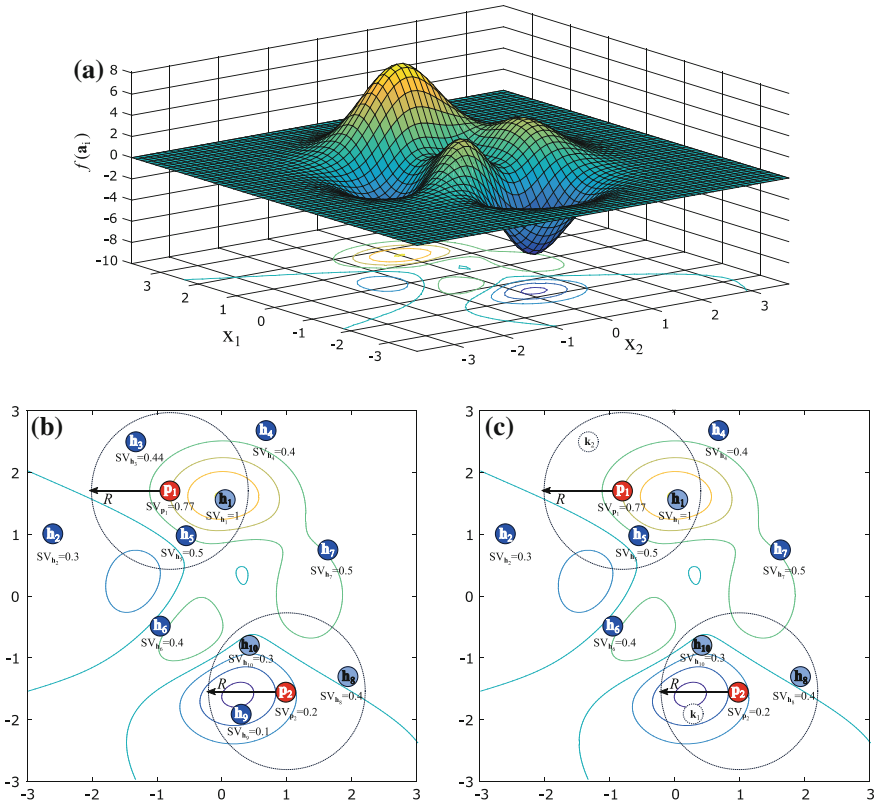 (a)
f(a_i)
8
6
4
2
0
-2
-4
-6
-8
-10
3
2
1
0
-1
-2
-3
x_1
-3
-2
-1
0
1
2
3
x_2
(b)
3
2
1
0
-1
-2
-3
-3
-2
-1
0
1
2
3
h_3
SV_h3=0.44
h_4
SV_h4=0.4
p_1
R
SV_p1=0.77
h_1
SV_h1=1
h_2
SV_h2=0.3
h_5
SV_h5=0.5
h_7
SV_h7=0.5
h_6
SV_h6=0.4
h_10
SV_h10=0.3
h_8
SV_h8=0.4
R
p_2
SV_p2=0.2
h_9
SV_h9=0.1
(c)
3
2
1
0
-1
-2
-3
-3
-2
-1
0
1
2
3
k_2
h_4
SV_h4=0.4
p_1
R
SV_p1=0.77
h_1
SV_h1=1
h_2
SV_h2=0.3
h_5
SV_h5=0.5
h_7
SV_h7=0.5
h_6
SV_h6=0.4
h_10
SV_h10=0.3
h_8
SV_h8=0.4
R
p_2
SV_p2=0.2
k_1